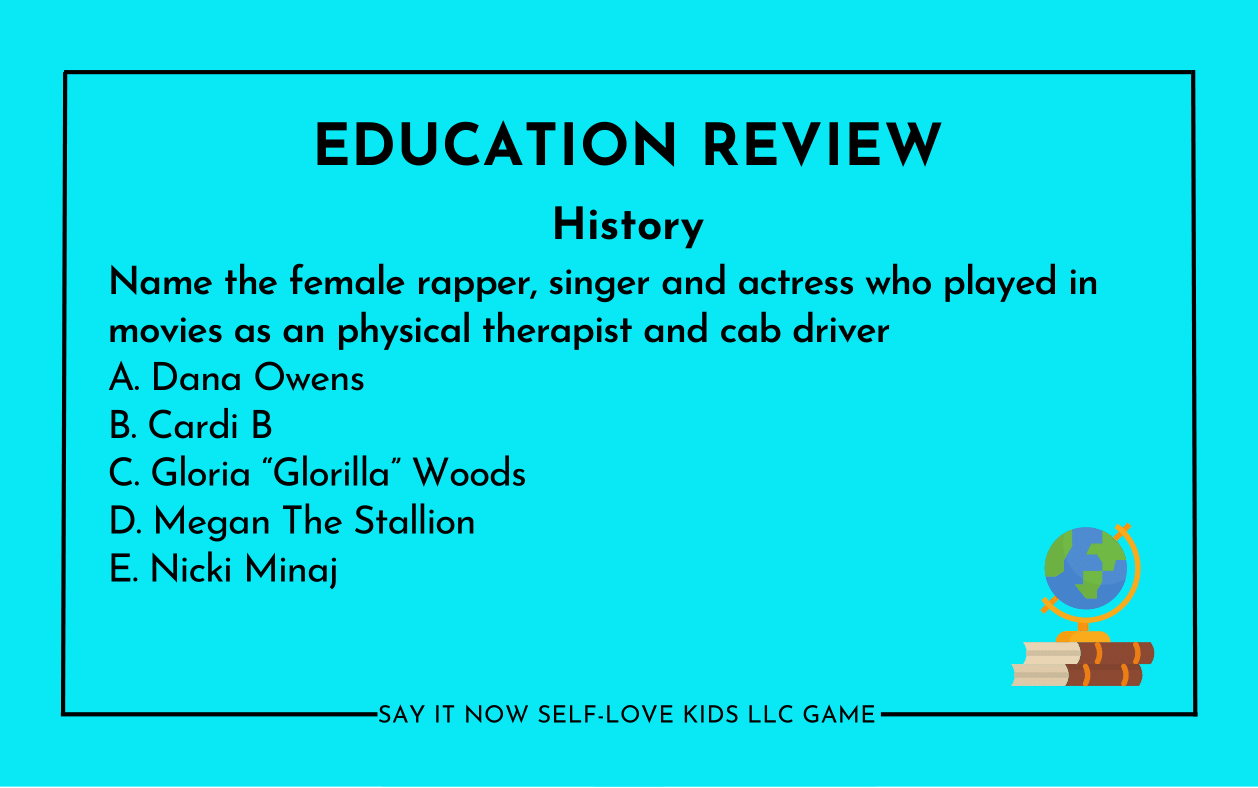 EDUCATION REVIEW
History
Name the female rapper, singer and actress who played in
movies as an physical therapist and cab driver
A. Dana Owens
B. Cardi B
C. Gloria “Glorilla” Woods
D. Megan The Stallion
E. Nicki Minaj
SAY IT NOW SELF-LOVE KIDS LLC GAME